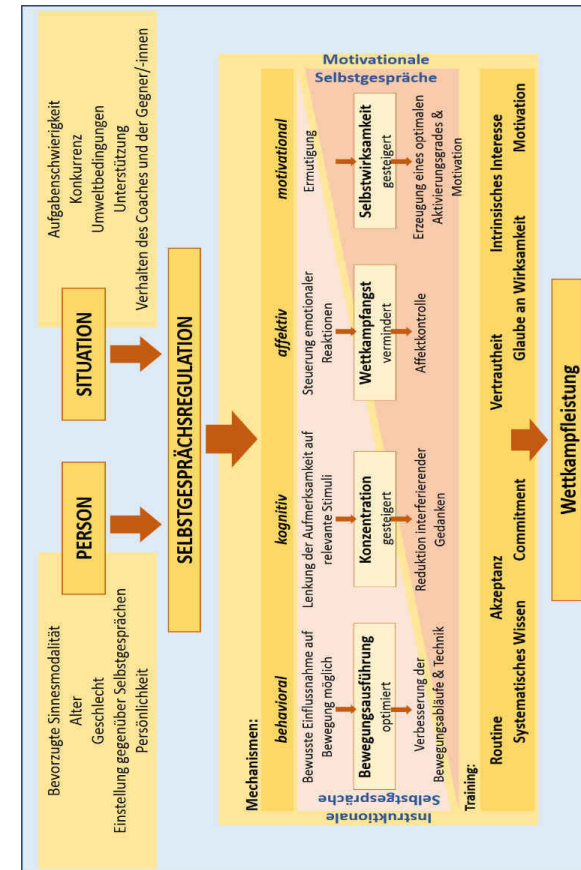 Bevorzugte Sinnesmodalität
Alter
Geschlecht
Einstellung gegenüber Selbstgesprächen
Persönlichkeit
PERSON
SITUATION
Aufgabenschwierigkeit
Konkurrenz
Umweltbedingungen
Unterstützung
Verhalten des Coaches und der Gegner/-innen
SELBSTGESPRÄCHSREGULATION
Mechanismen:
behavioral
kognitiv
affektiv
motivational
Instruktionale
Selbstgespräche
Motivationale
Selbstgespräche
Bewusste Einflussnahme auf
Bewegung möglich
Lenkung der Aufmerksamkeit auf
relevante Stimuli
Steuerung emotionaler
Reaktionen
Ermutigung
Bewegungsausführung
optimiert
Konzentration
gesteigert
Wettkampfangst
vermindert
Selbstwirksamkeit
gesteigert
Verbesserung der
Bewegungsabläufe & Technik
Reduktion interferierender
Gedanken
Affektkontrolle
Erzeugung eines optimalen
Aktivierungsgrades &
Motivation
Training:
Routine
Akzeptanz
Vertrautheit
Intrinsisches Interesse
Systematisches Wissen
Commitment
Glaube an Wirksamkeit
Motivation
Wettkampfleistung